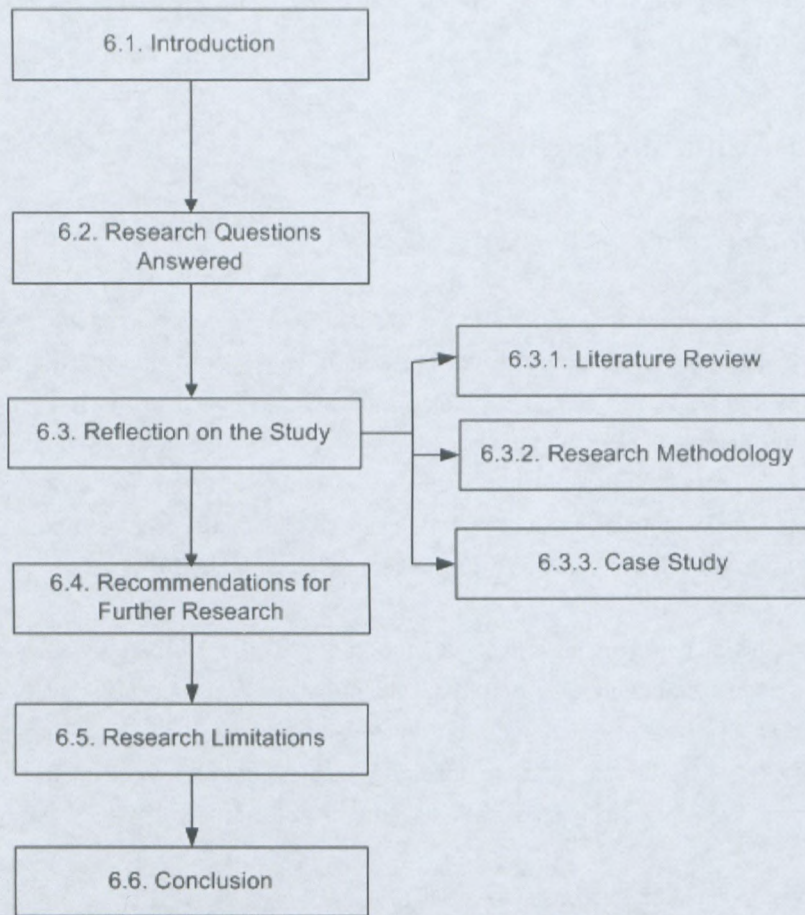 6.1. Introduction
6.2. Research Questions
Answered
6.3. Reflection on the Study
6.3.1. Literature Review
6.3.2. Research Methodology
6.3.3. Case Study
6.4. Recommendations for
Further Research
6.5. Research Limitations
6.6. Conclusion